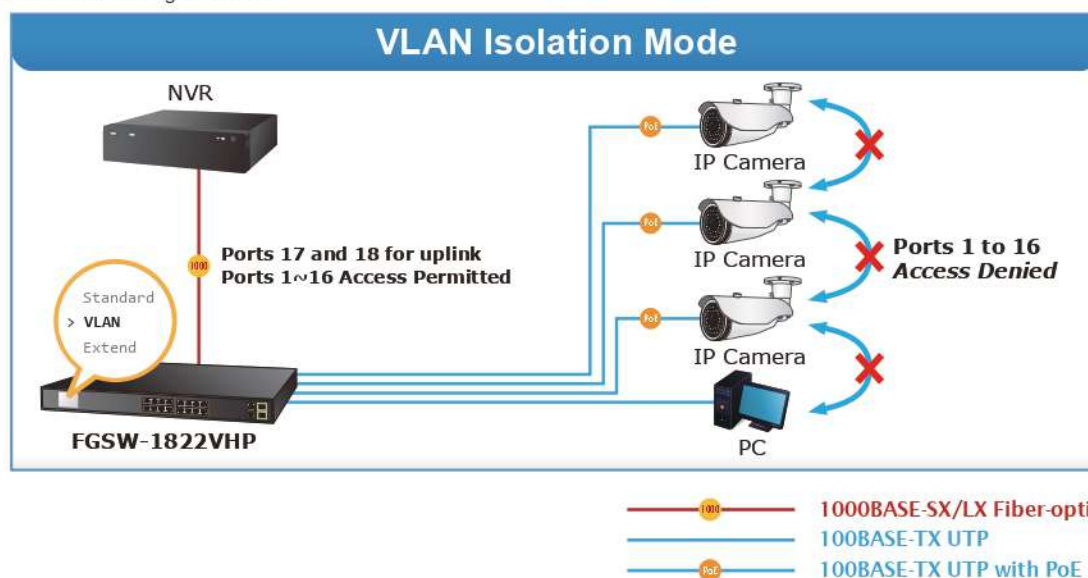 VLAN Isolation Mode
NVR
PoE
IP Camera
PoE
IP Camera
Ports 17 and 18 for uplink
Ports 1~16 Access Permitted
1000
Ports 1 to 16
Access Denied
Standard
> VLAN
Extend
PoE
IP Camera
FGSW-1822VHP
PC
1000 1000BASE-SX/LX Fiber-opti
100BASE-TX UTP
PoE 100BASE-TX UTP with PoE